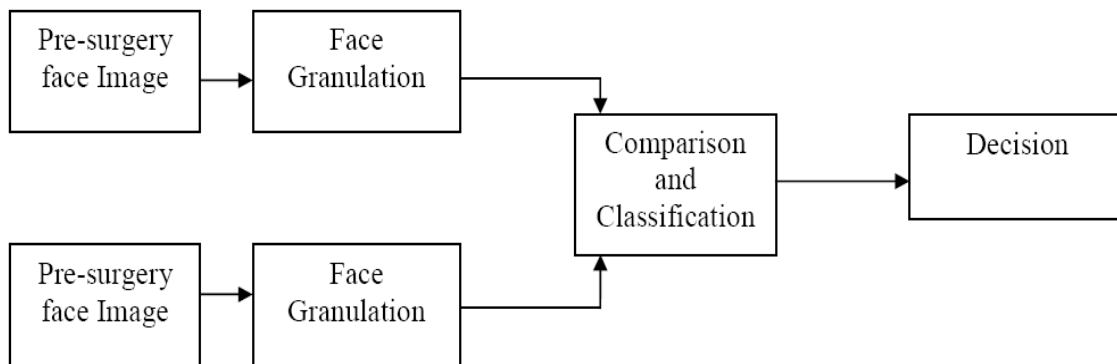 Pre-surgery
face Image
Face
Granulation
Comparison
and
Classification
Decision
Pre-surgery
face Image
Face
Granulation